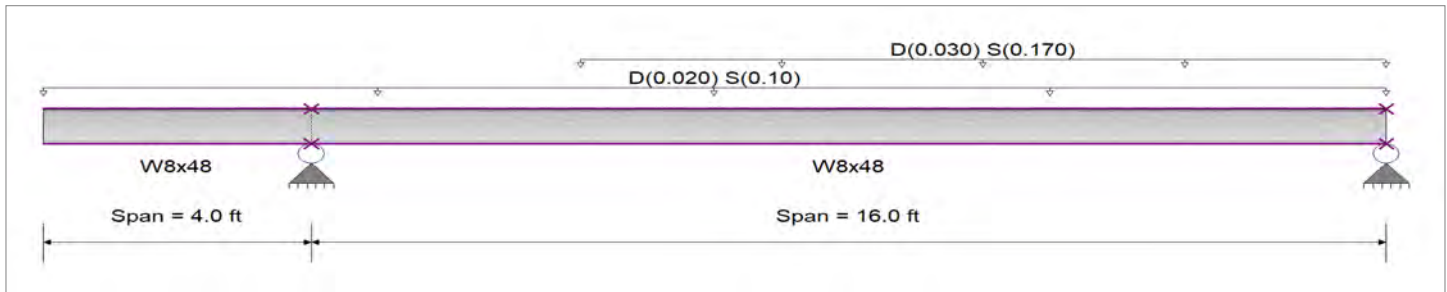 D(0.030) S(0.170)
D(0.020) S(0.10)
W8x48
W8x48
Span = 4.0 ft
Span = 16.0 ft